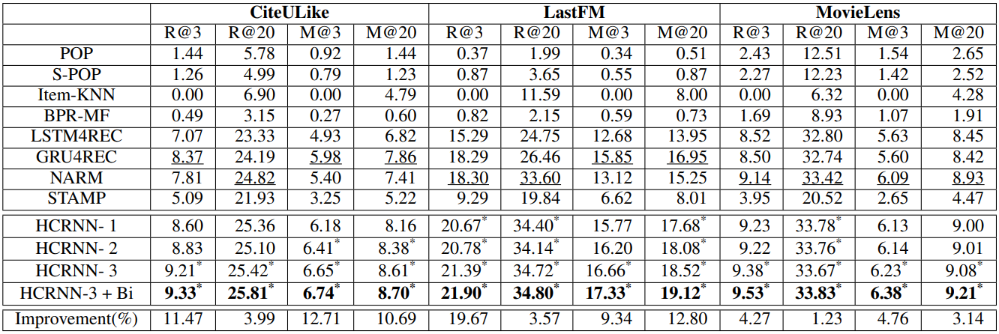 CiteULike LastFM MovieLens
R@3 R@20 M@3 M@20 R@3 R@20 M@3 M@20 R@3 R@20 M@3 M@20
POP 1.44 5.78 0.92 1.44 0.37 1.99 0.34 0.51 2.43 12.51 1.54 2.65
S-POP 1.26 4.99 0.79 1.23 0.87 3.65 0.55 0.87 2.27 12.23 1.42 2.52
Item-KNN 0.00 6.90 0.00 4.79 0.00 11.59 0.00 8.00 0.00 6.32 0.00 4.28
BPR-MF 0.49 3.15 0.27 0.60 0.82 2.15 0.59 0.73 1.69 8.93 1.07 1.91
LSTM4REC 7.07 23.33 4.93 6.82 15.29 24.75 12.68 13.95 8.52 32.80 5.63 8.45
GRU4REC 8.37 24.19 5.98 7.86 18.29 26.46 15.85 16.95 8.50 32.74 5.60 8.42
NARM 7.81 24.82 5.40 7.41 18.30 33.60 13.12 15.25 9.14 33.42 6.09 8.93
STAMP 5.09 21.93 3.25 5.22 9.29 19.84 6.62 8.01 3.95 20.52 2.65 4.47
HCRNN- 1 8.60 25.36 6.18 8.16 20.67* 34.40* 15.77 17.68* 9.23 33.78* 6.13 9.00
HCRNN- 2 8.83 25.10 6.41* 8.38* 20.78* 34.14* 16.20 18.08* 9.22 33.76* 6.14 9.01
HCRNN- 3 9.21* 25.42* 6.65* 8.61* 21.39* 34.72* 16.66* 18.52* 9.38* 33.67* 6.23* 9.08*
HCRNN-3 + Bi 9.33* 25.81* 6.74* 8.70* 21.90* 34.80* 17.33* 19.12* 9.53* 33.83* 6.38* 9.21*
Improvement(%) 11.47 3.99 12.71 10.69 19.67 3.57 9.34 12.80 4.27 1.23 4.76 3.14